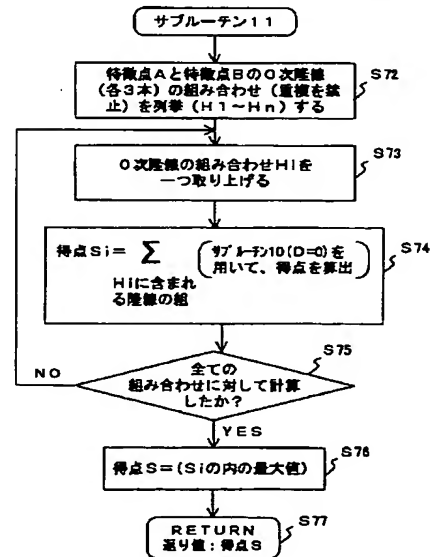 サブルーチン11
S72
特徴点Aと特徴点Bの0次隆線
(各3本)の組み合わせ(重複を禁
止)を列挙(H1~Hn)する
S73
0次隆線の組み合わせHiを
一つ取り上げる
S74
得点Si= Σ (サブルーチン10(D=0)を
用いて、得点を算出)
Hiに含まれ
る隆線の組
S75
全ての
組み合わせに対して計算
したか?
NO
YES
S76
得点S=(Siの内の最大値)
S77
RETURN
返り値:得点S